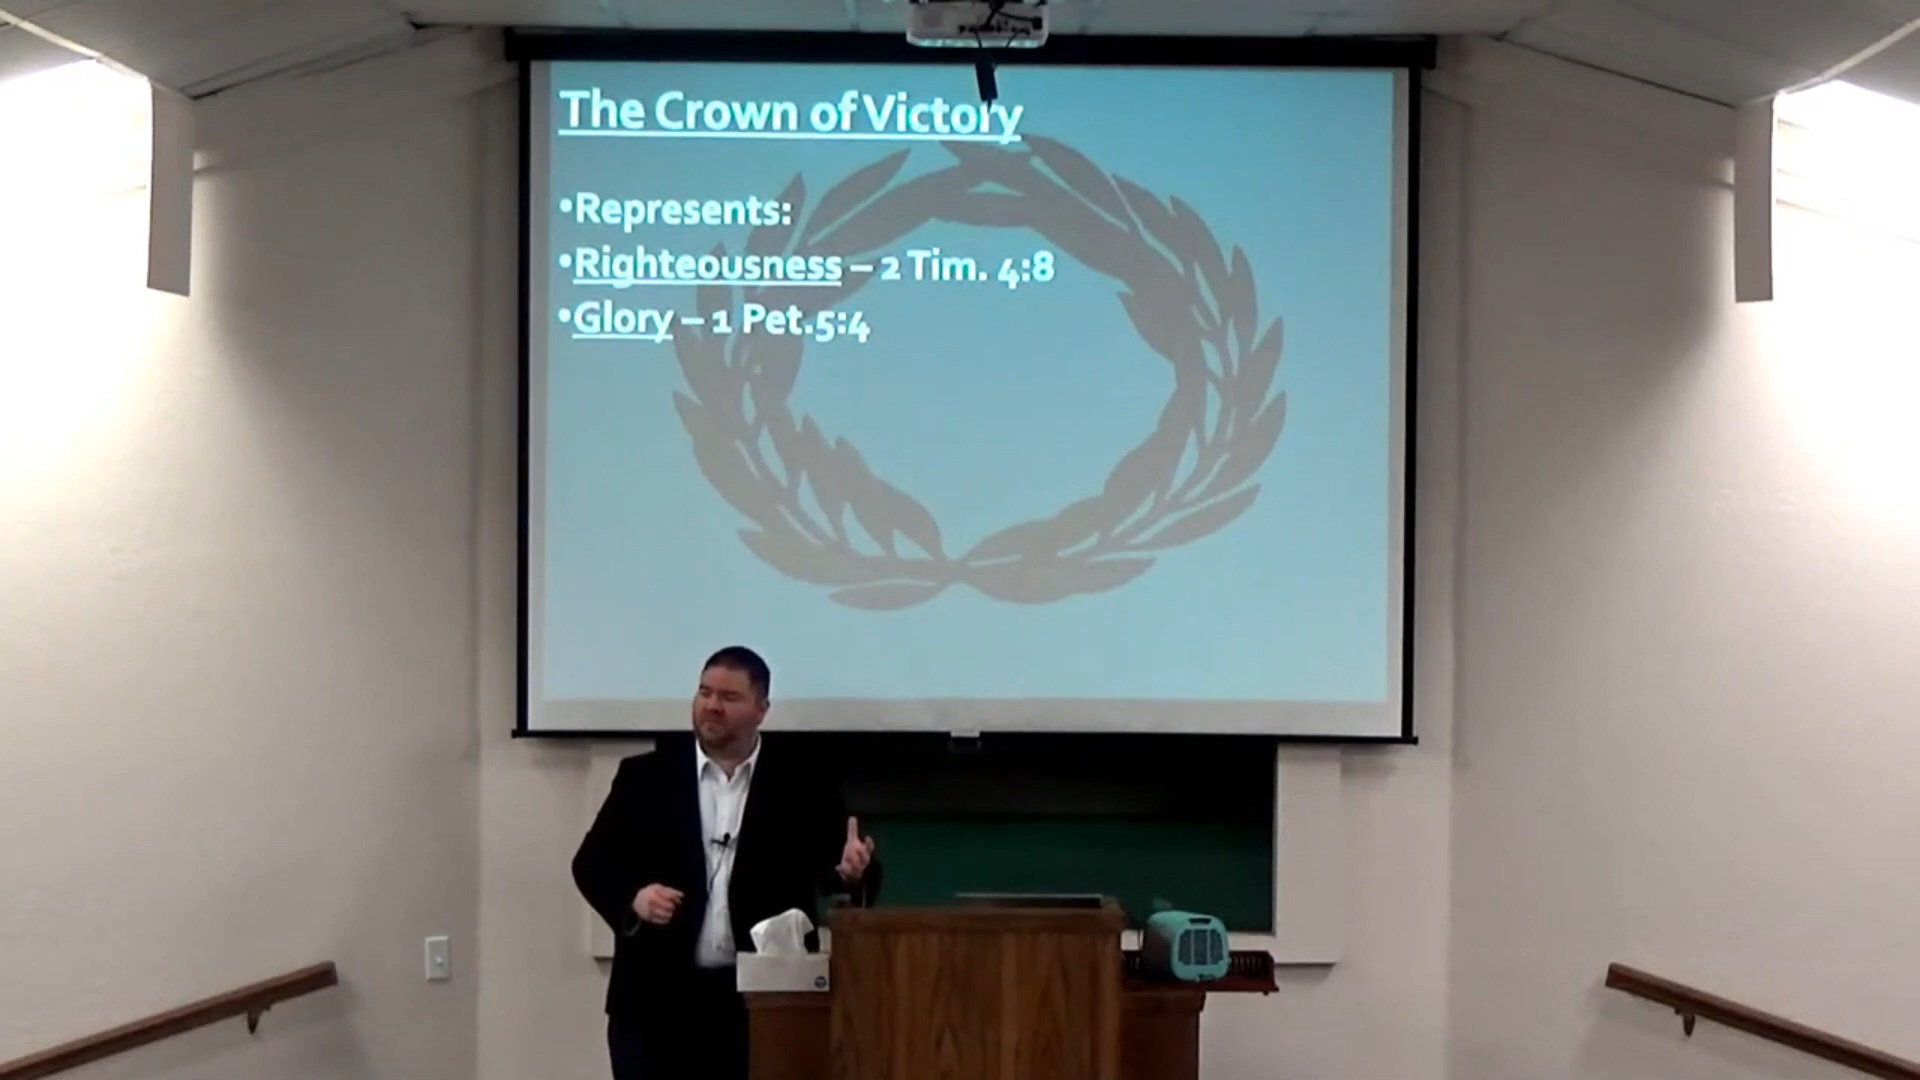 The Crown of Victory
•Represents:
•Righteousness – 2 Tim. 4:8
•Glory – 1 Pet.5:4